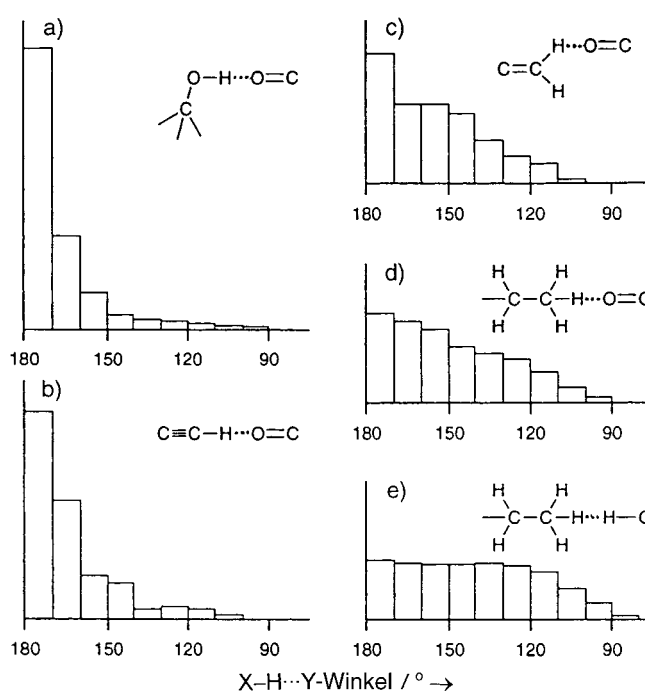 a)
O–H···O=C
C
180 150 120 90
b)
C≡C–H···O=C
180 150 120 90
c)
H···O=C
C=C
H
180 150 120 90
d)
H H
–C–C–H···O=C
H H
180 150 120 90
e)
H H
–C–C–H···H–C
H H
180 150 120 90
X–H···Y-Winkel / ° →